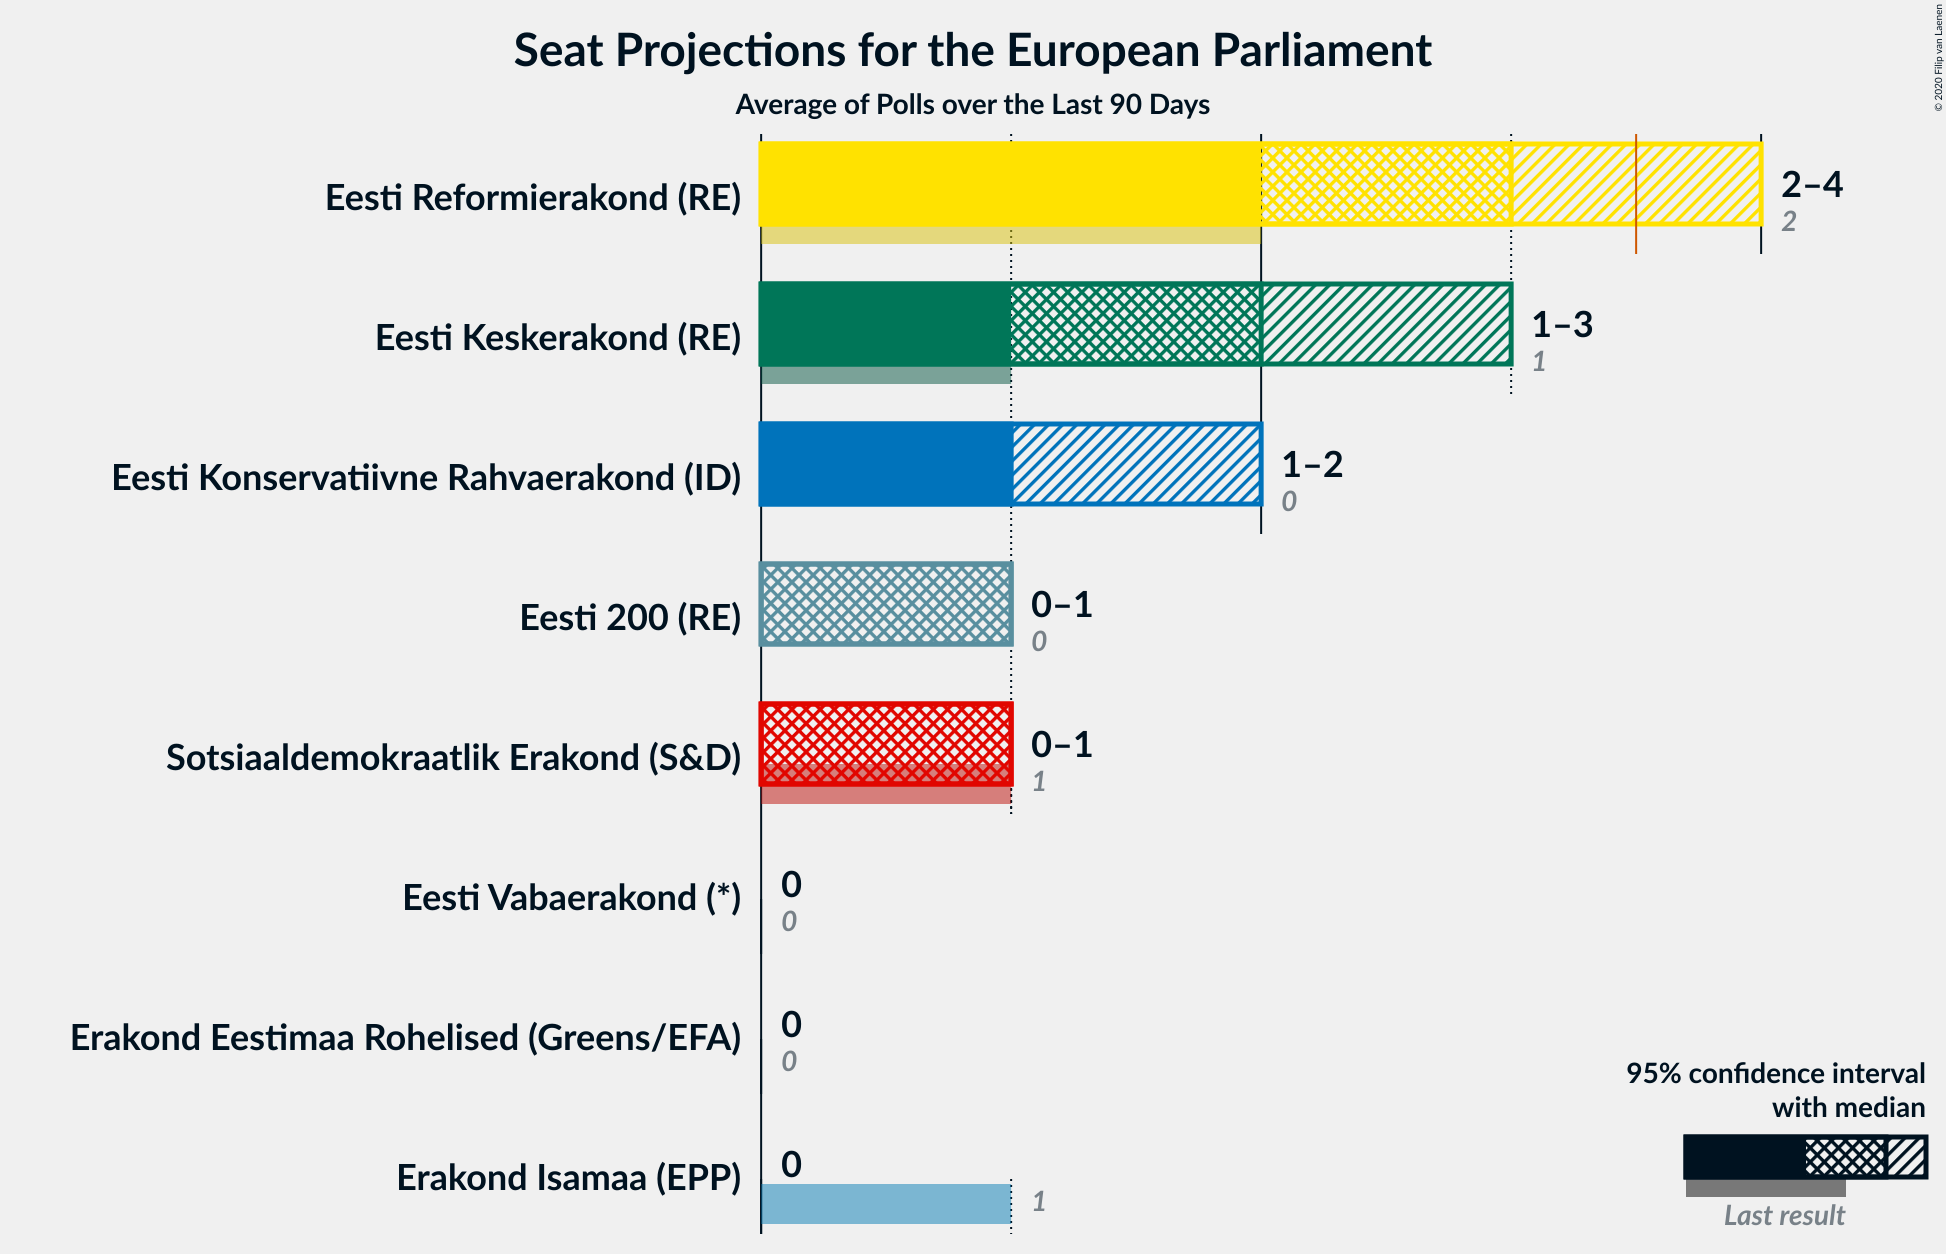 Seat Projections for the European Parliament
Average of Polls over the Last 90 Days
© 2020 Filip van Laenen
Eesti Reformierakond (RE)
2–4
2
Eesti Keskerakond (RE)
1–3
1
Eesti Konservatiivne Rahvaerakond (ID)
1–2
0
Eesti 200 (RE)
0–1
0
Sotsiaaldemokraatlik Erakond (S&D)
0–1
1
Eesti Vabaerakond (*)
0
0
Erakond Eestimaa Rohelised (Greens/EFA)
0
0
Erakond Isamaa (EPP)
0
1
95% confidence interval
with median
Last result